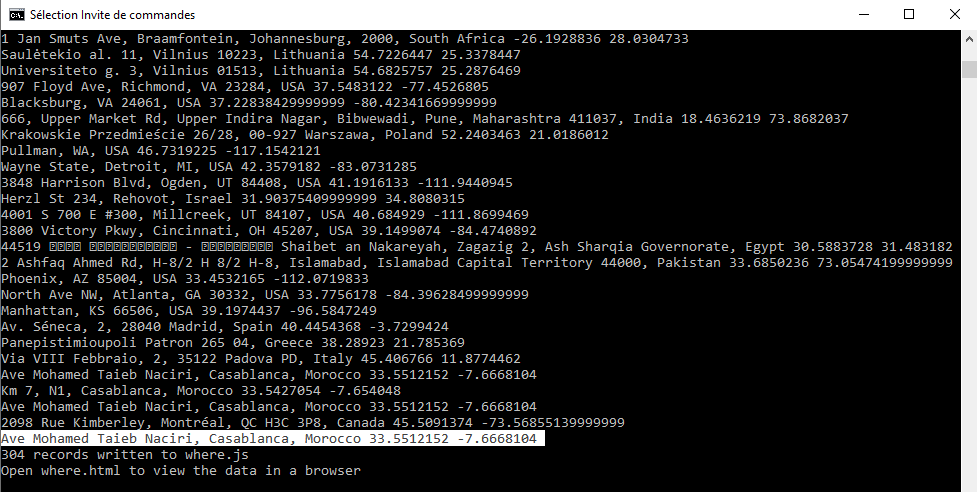 Sélection Invite de commandes
1 Jan Smuts Ave, Braamfontein, Johannesburg, 2000, South Africa -26.1928836 28.0304733
Saulėtekio al. 11, Vilnius 10223, Lithuania 54.7226447 25.3378447
Universiteto g. 3, Vilnius 01513, Lithuania 54.6825757 25.2876469
907 Floyd Ave, Richmond, VA 23284, USA 37.5483122 -77.4526805
Blacksburg, VA 24061, USA 37.22838429999999 -80.42341669999999
666, Upper Market Rd, Upper Indira Nagar, Bibwewadi, Pune, Maharashtra 411037, India 18.4636219 73.8682037
Krakowskie Przedmieście 26/28, 00-927 Warszawa, Poland 52.2403463 21.0186012
Pullman, WA, USA 46.7319225 -117.1542121
Wayne State, Detroit, MI, USA 42.3579182 -83.0731285
3848 Harrison Blvd, Ogden, UT 84408, USA 41.1916133 -111.9440945
Herzl St 234, Rehovot, Israel 31.90375409999999 34.8080315
4001 S 700 E #300, Millcreek, UT 84107, USA 40.684929 -111.8699469
3800 Victory Pkwy, Cincinnati, OH 45207, USA 39.1499074 -84.4740892
44519 - Shaibet an Nakareyah, Zagazig 2, Ash Sharqia Governorate, Egypt 30.5883728 31.483182
2 Ashfaq Ahmed Rd, H-8/2 H 8/2 H-8, Islamabad, Islamabad Capital Territory 44000, Pakistan 33.6850236 73.05474199999999
Phoenix, AZ 85004, USA 33.4532165 -112.0719833
North Ave NW, Atlanta, GA 30332, USA 33.7756178 -84.39628499999999
Manhattan, KS 66506, USA 39.1974437 -96.5847249
Av. Séneca, 2, 28040 Madrid, Spain 40.4454368 -3.7299424
Panepistimioupoli Patron 265 04, Greece 38.28923 21.785369
Via VIII Febbraio, 2, 35122 Padova PD, Italy 45.406766 11.8774462
Ave Mohamed Taieb Naciri, Casablanca, Morocco 33.5512152 -7.6668104
Km 7, N1, Casablanca, Morocco 33.5427054 -7.654048
Ave Mohamed Taieb Naciri, Casablanca, Morocco 33.5512152 -7.6668104
2098 Rue Kimberley, Montréal, QC H3C 3P8, Canada 45.5091374 -73.56855139999999
Ave Mohamed Taieb Naciri, Casablanca, Morocco 33.5512152 -7.6668104
304 records written to where.js
Open where.html to view the data in a browser